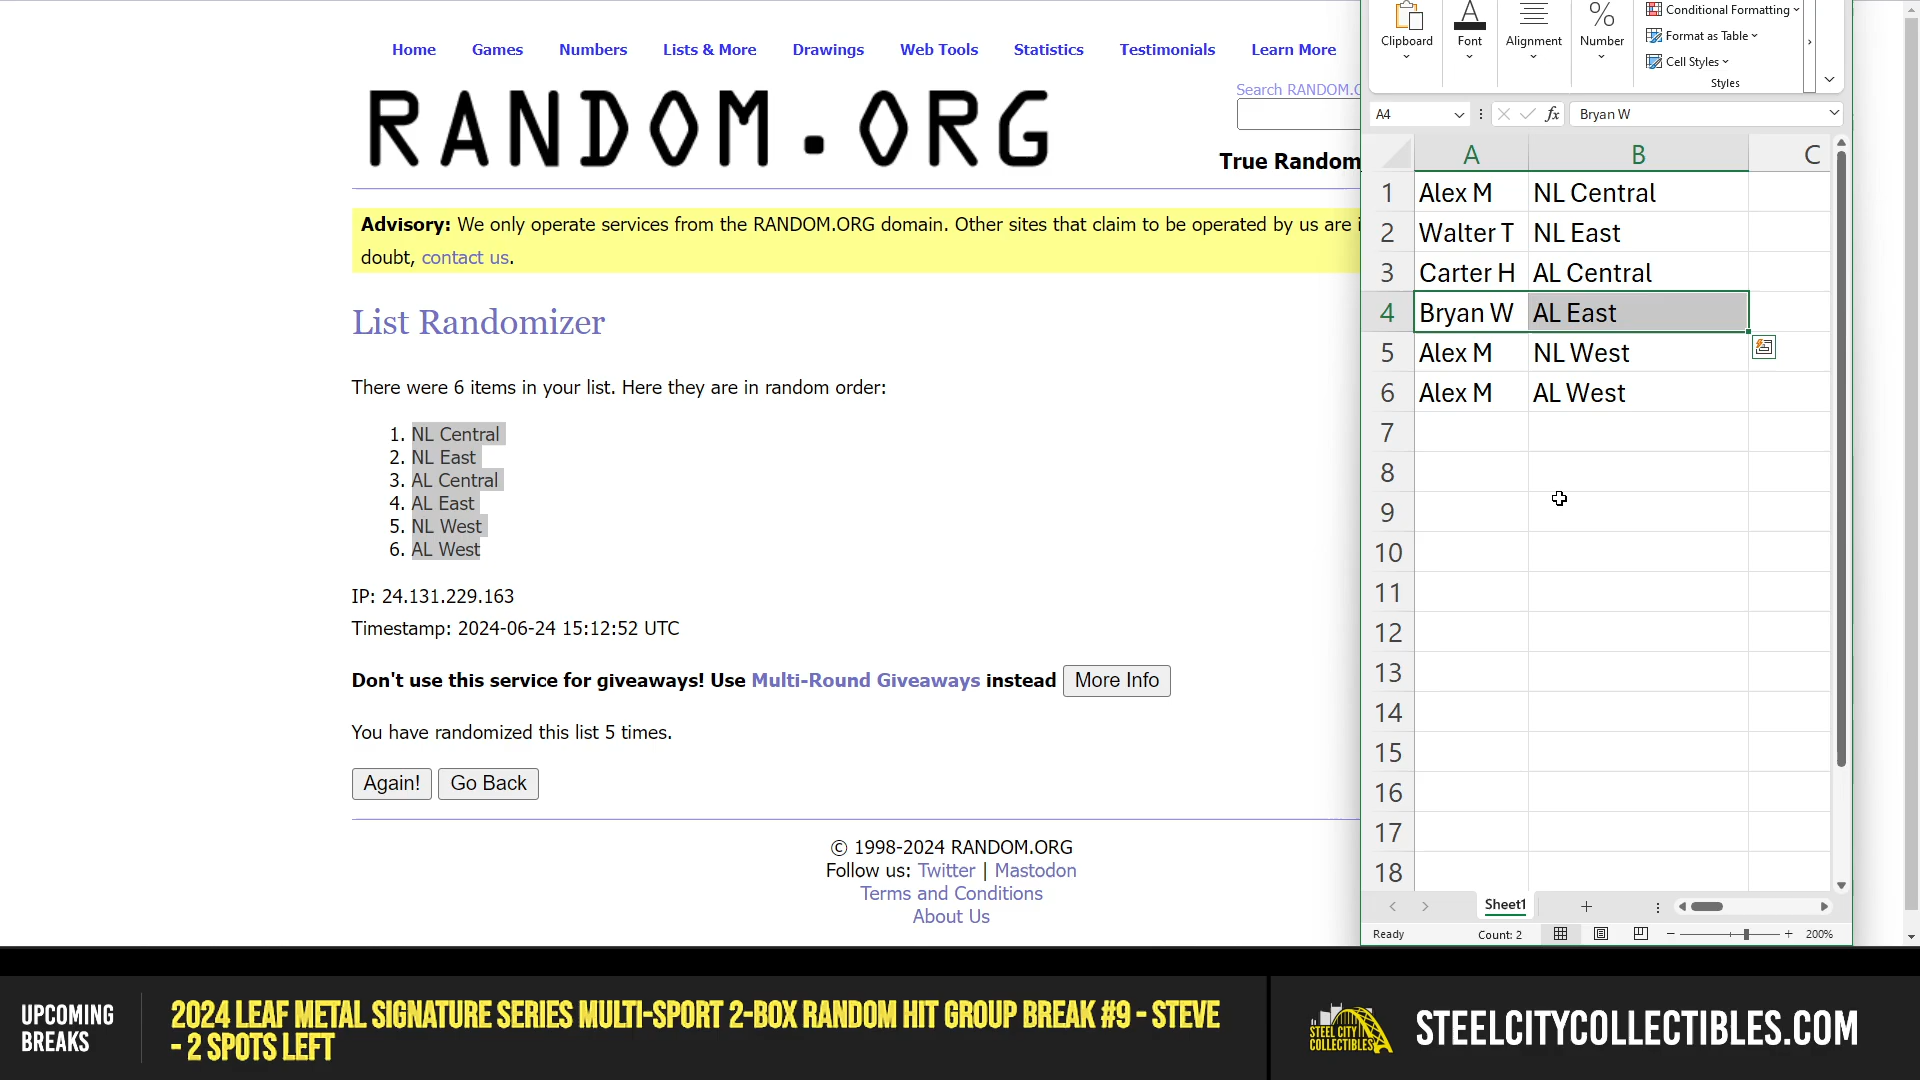 Home Games Numbers Lists & More Drawings Web Tools Statistics Testimonials Learn More
RANDOM.ORG
Search RANDOM.
True Random
Advisory: We only operate services from the RANDOM.ORG domain. Other sites that claim to be operated by us are
doubt, contact us.
List Randomizer
There were 6 items in your list. Here they are in random order:
1. NL Central
2. NL East
3. AL Central
4. AL East
5. NL West
6. AL West
IP: 24.131.229.163
Timestamp: 2024-06-24 15:12:52 UTC
Don't use this service for giveaways! Use Multi-Round Giveaways instead More Info
You have randomized this list 5 times.
Again! Go Back
© 1998-2024 RANDOM.ORG
Follow us: Twitter | Mastodon
Terms and Conditions
About Us
Clipboard Font Alignment Number
Conditional Formatting
Format as Table
Cell Styles
Styles
A4 fx Bryan W
A B C
1 Alex M NL Central
2 Walter T NL East
3 Carter H AL Central
4 Bryan W AL East
5 Alex M NL West
6 Alex M AL West
7
8
9
10
11
12
13
14
15
16
17
18
Sheet1
Ready Count: 2 200%
UPCOMING
BREAKS
2024 LEAF METAL SIGNATURE SERIES MULTI-SPORT 2-BOX RANDOM HIT GROUP BREAK #9 - STEVE
- 2 SPOTS LEFT
STEEL CITY
COLLECTIBLES
STEELCITYCOLLECTIBLES.COM